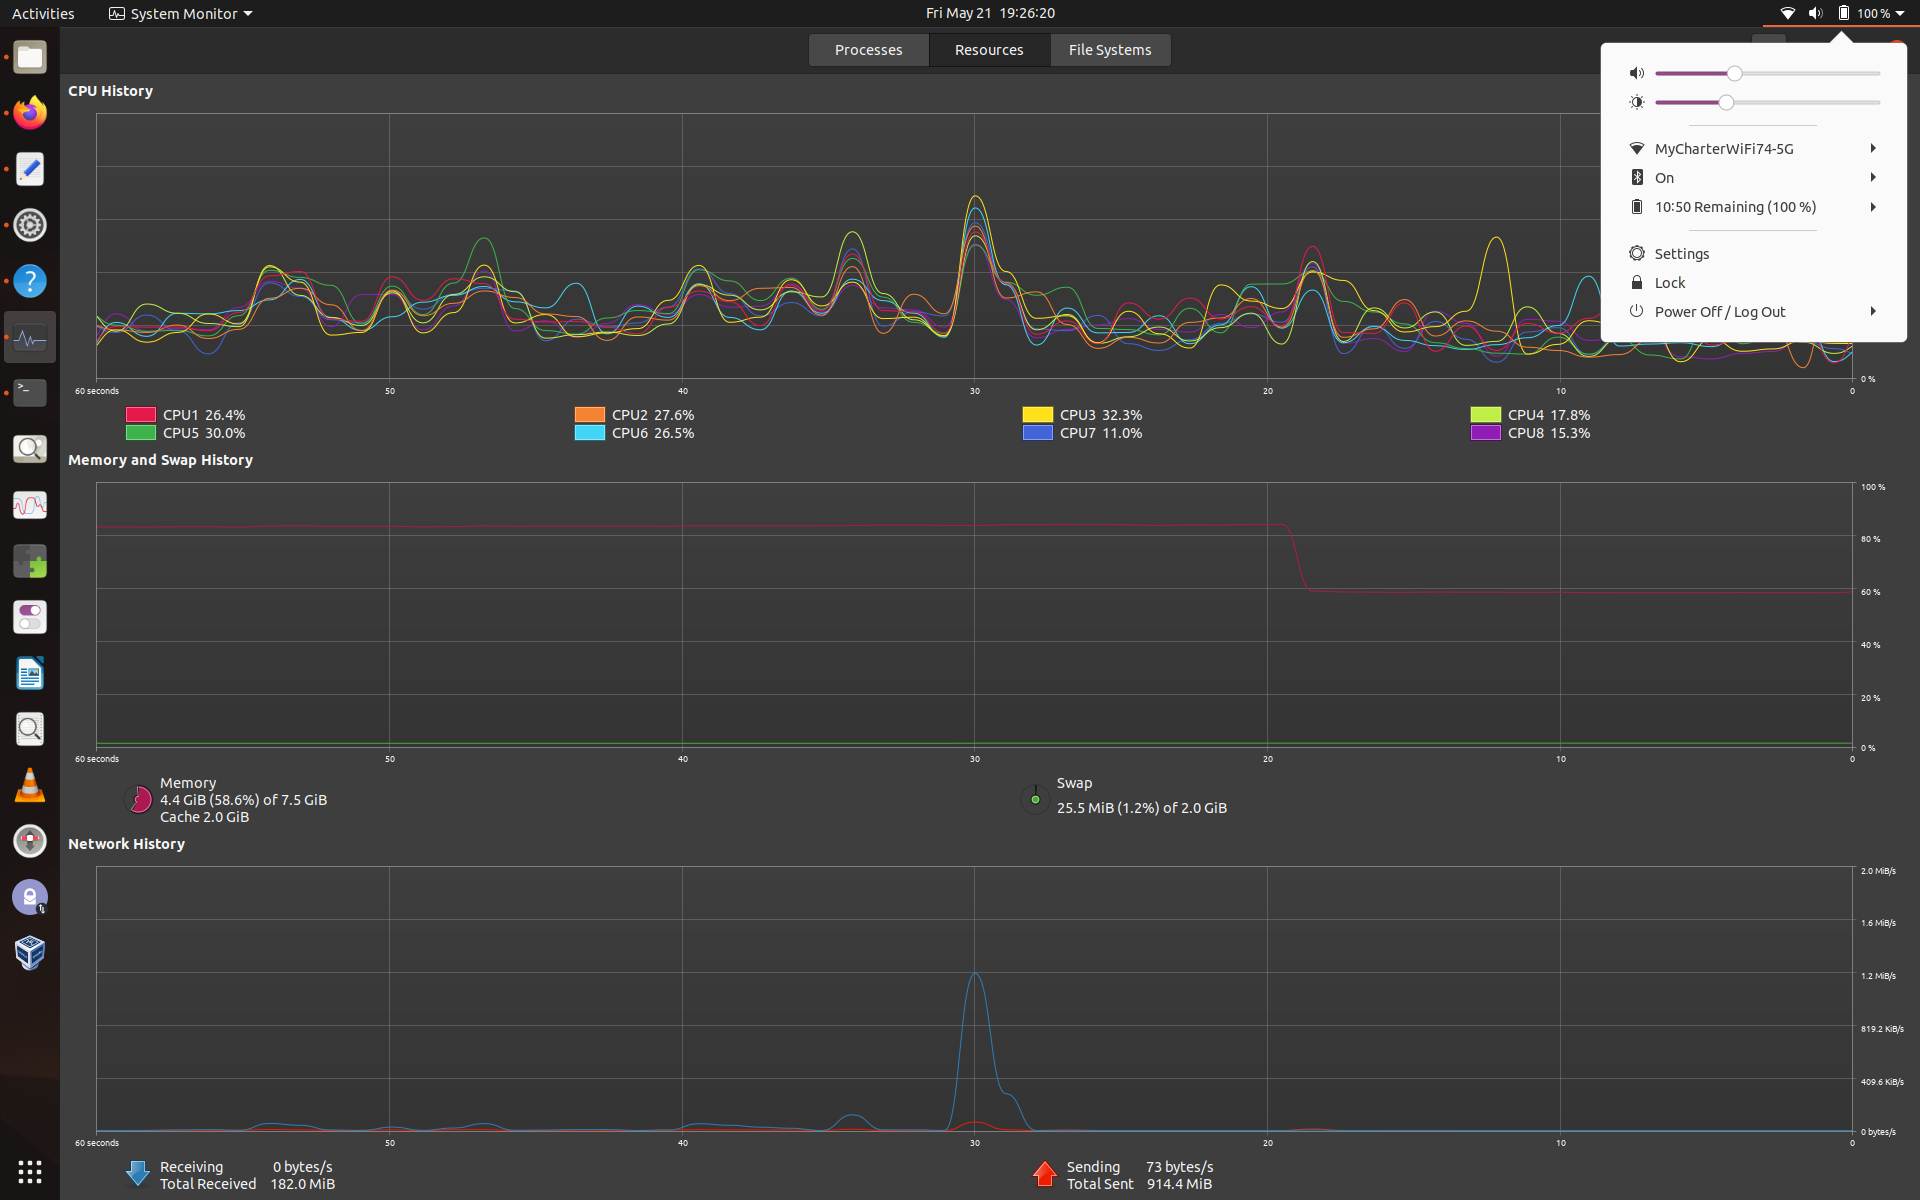 Activities
System Monitor
Fri May 21 19:26:20
100 %
Processes
Resources
File Systems
MyCharterWiFi74-5G
On
10:50 Remaining (100 %)
Settings
Lock
Power Off / Log Out
CPU History
60 seconds 50 40 30 20 10 0
0 %
CPU1 26.4%
CPU2 27.6%
CPU3 32.3%
CPU4 17.8%
CPU5 30.0%
CPU6 26.5%
CPU7 11.0%
CPU8 15.3%
Memory and Swap History
100 %
80 %
60 %
40 %
20 %
0 %
60 seconds 50 40 30 20 10 0
Memory
4.4 GiB (58.6%) of 7.5 GiB
Cache 2.0 GiB
Swap
25.5 MiB (1.2%) of 2.0 GiB
Network History
2.0 MiB/s
1.6 MiB/s
1.2 MiB/s
819.2 KiB/s
409.6 KiB/s
0 bytes/s
60 seconds 50 40 30 20 10 0
Receiving 0 bytes/s
Total Received 182.0 MiB
Sending 73 bytes/s
Total Sent 914.4 MiB